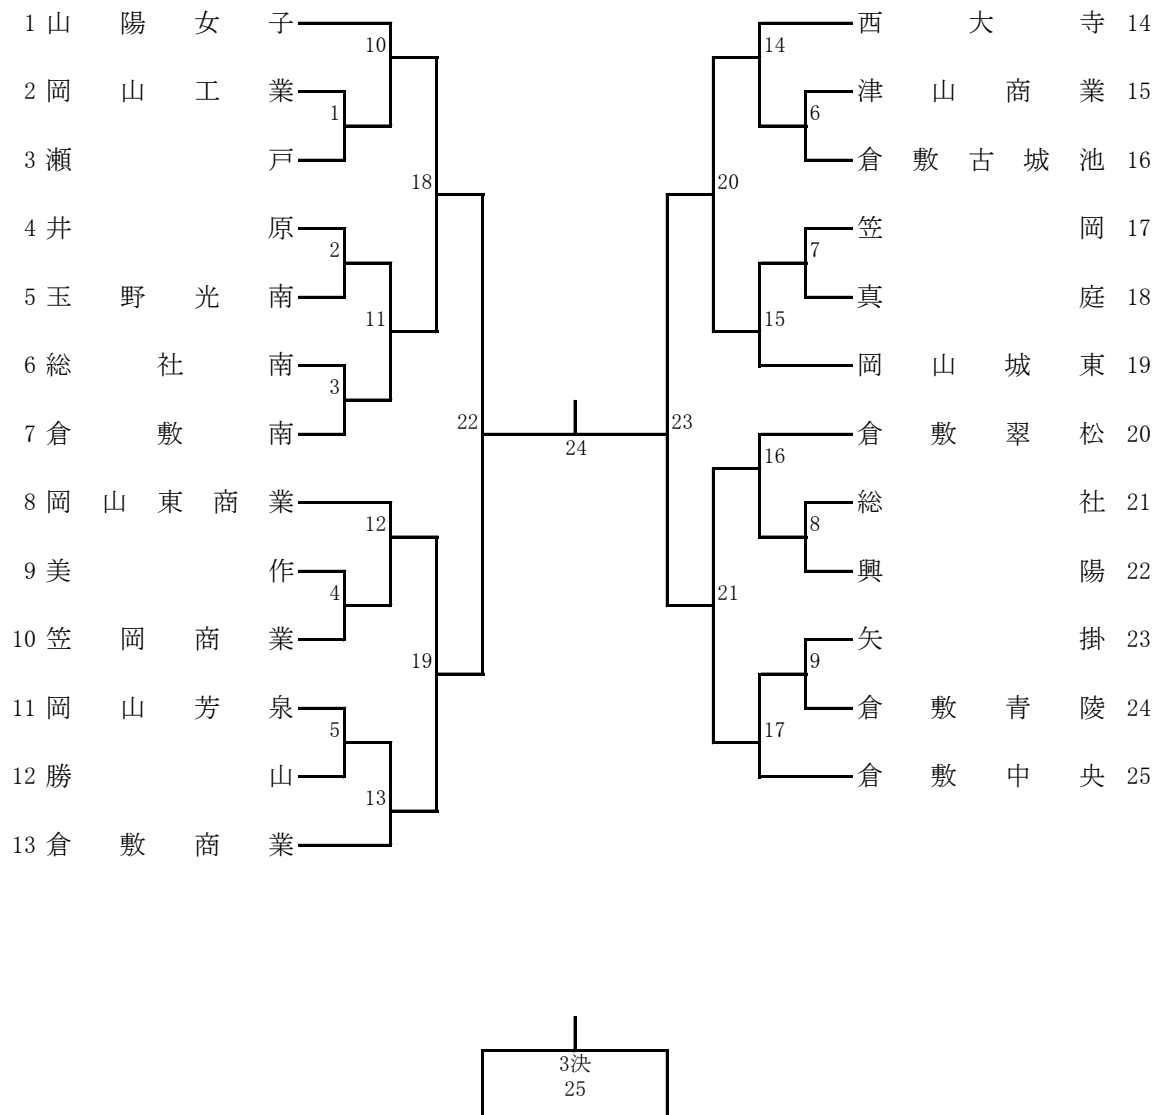 1 山陽女子
10
2 岡山工業
1
3 瀬戸
18
4 井原
2
5 玉野光南
11
6 総社南
3
7 倉敷南
22
8 岡山東商業
12
9 美作
4
10 笠岡商業
19
11 岡山芳泉
5
12 勝山
13
13 倉敷商業
24
西大寺 14
14
津山商業 15
6
倉敷古城池 16
20
笠岡 17
7
真庭 18
15
岡山城東 19
23
倉敷翠松 20
16
総社 21
8
興陽 22
21
矢掛 23
9
倉敷青陵 24
17
倉敷中央 25
3決
25